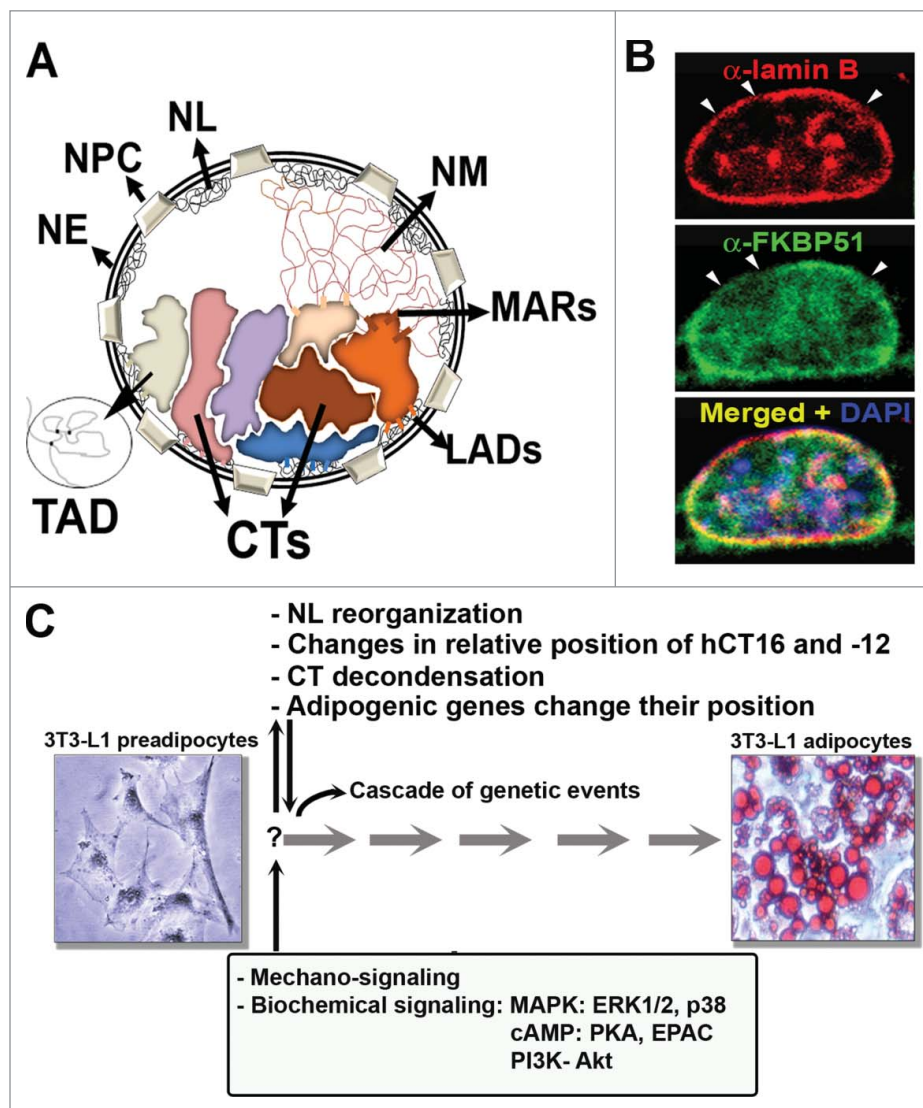 A
NL
NPC
NE
NM
MARs
LADs
TAD
CTs
B
α-lamin B
α-FKBP51
Merged + DAPI
C
- NL reorganization
- Changes in relative position of hCT16 and -12
- CT decondensation
- Adipogenic genes change their position
3T3-L1 preadipocytes
3T3-L1 adipocytes
Cascade of genetic events
?
- Mechano-signaling
- Biochemical signaling: MAPK: ERK1/2, p38
cAMP: PKA, EPAC
PI3K- Akt